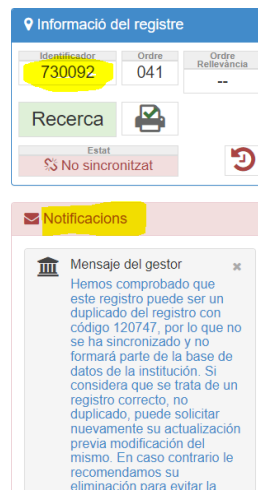 Informació del registre
Identificador
730092
Ordre
041
Ordre
Rellevància
--
Recerca
Estat
No sincronitzat
Notificacions
Mensaje del gestor
Hemos comprobado que
este registro puede ser un
duplicado del registro con
código 120747, por lo que no
se ha sincronizado y no
formará parte de la base de
datos de la institución. Si
considera que se trata de un
registro correcto, no
duplicado, puede solicitar
nuevamente su actualización
previa modificación del
mismo. En caso contrario le
recomendamos su
eliminación para evitar la